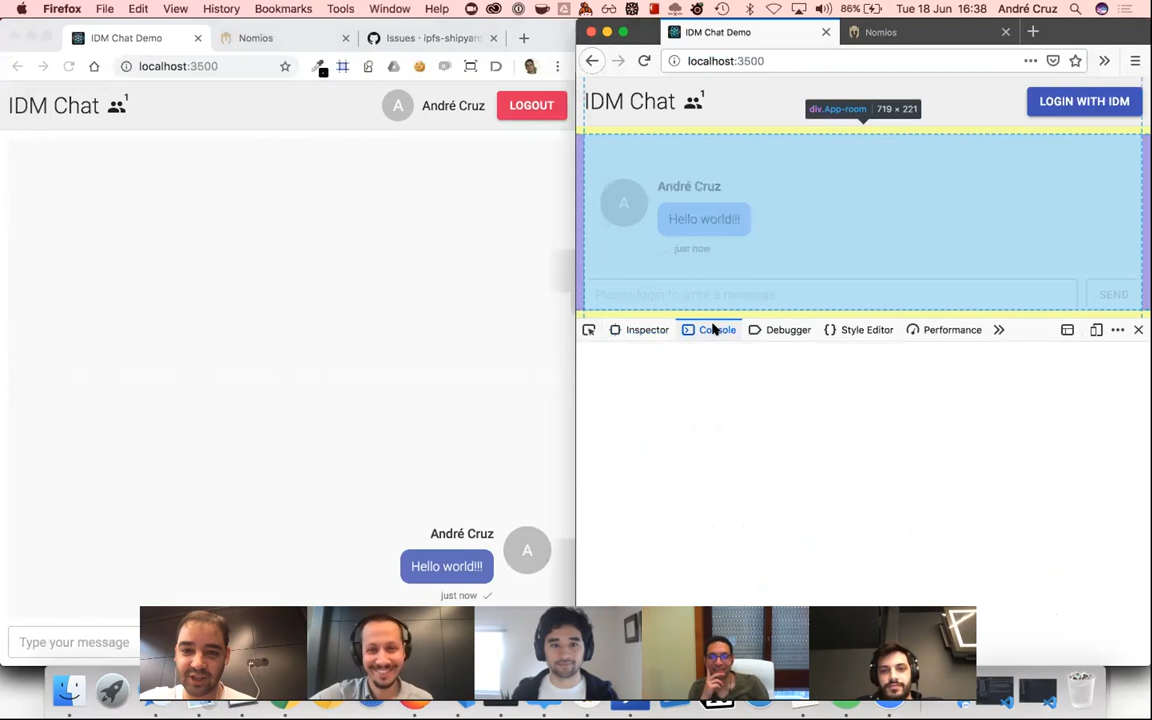 Firefox File Edit View History Bookmarks Tools Window Help 86% Tue 18 Jun 16:38 André Cruz
IDM Chat Demo Nomios Issues · ipfs-shipyard
localhost:3500
IDM Chat 1 A André Cruz LOGOUT
André Cruz
A
Hello world!!!
just now
Type your message
IDM Chat Demo Nomios
localhost:3500
IDM Chat 1 LOGIN WITH IDM
div.App-room 719 × 221
André Cruz
A
Hello world!!!
just now
Please login to write a message SEND
Inspector Console Debugger Style Editor Performance